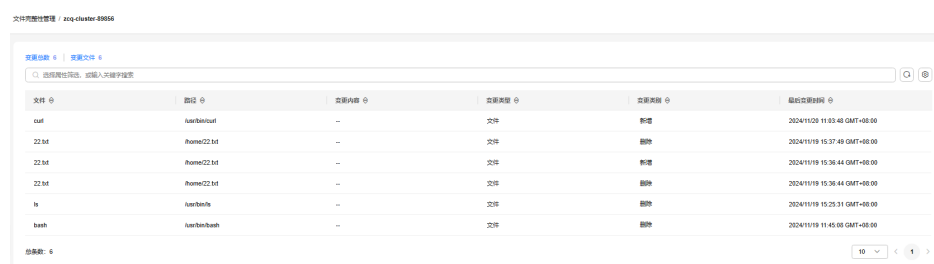 文件完整性管理 / zcq-cluster-89856
变更总数 6 | 变更文件 6
选择属性筛选，或输入关键字搜索
文件 路径 变更内容 变更类型 变更类别 最后变更时间
curl /usr/bin/curl -- 文件 新增 2024/11/20 11:03:48 GMT+08:00
22.txt /home/22.txt -- 文件 删除 2024/11/19 15:37:49 GMT+08:00
22.txt /home/22.txt -- 文件 新增 2024/11/19 15:36:44 GMT+08:00
22.txt /home/22.txt -- 文件 删除 2024/11/19 15:36:44 GMT+08:00
ls /usr/bin/ls -- 文件 删除 2024/11/19 15:25:31 GMT+08:00
bash /usr/bin/bash -- 文件 删除 2024/11/19 11:45:08 GMT+08:00
总条数：6 10 < 1 >